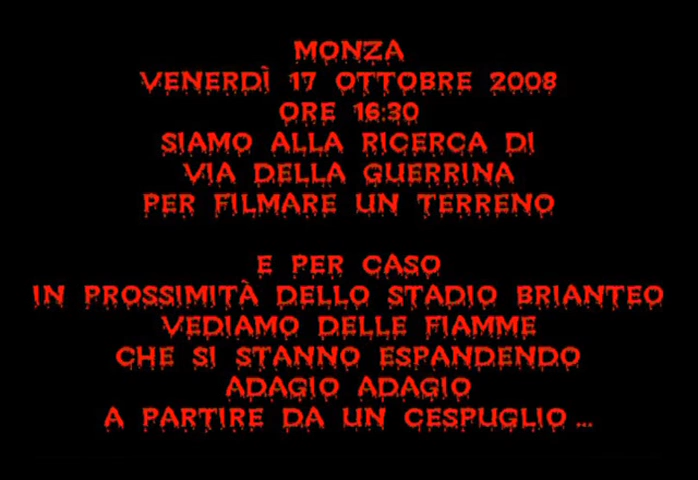 MONZA
VENERDÌ 17 OTTOBRE 2008
ORE 16:30
SIAMO ALLA RICERCA DI
VIA DELLA GUERRINA
PER FILMARE UN TERRENO
E PER CASO
IN PROSSIMITÀ DELLO STADIO BRIANTEO
VEDIAMO DELLE FIAMME
CHE SI STANNO ESPANDENDO
ADAGIO ADAGIO
A PARTIRE DA UN CESPUGLIO ...